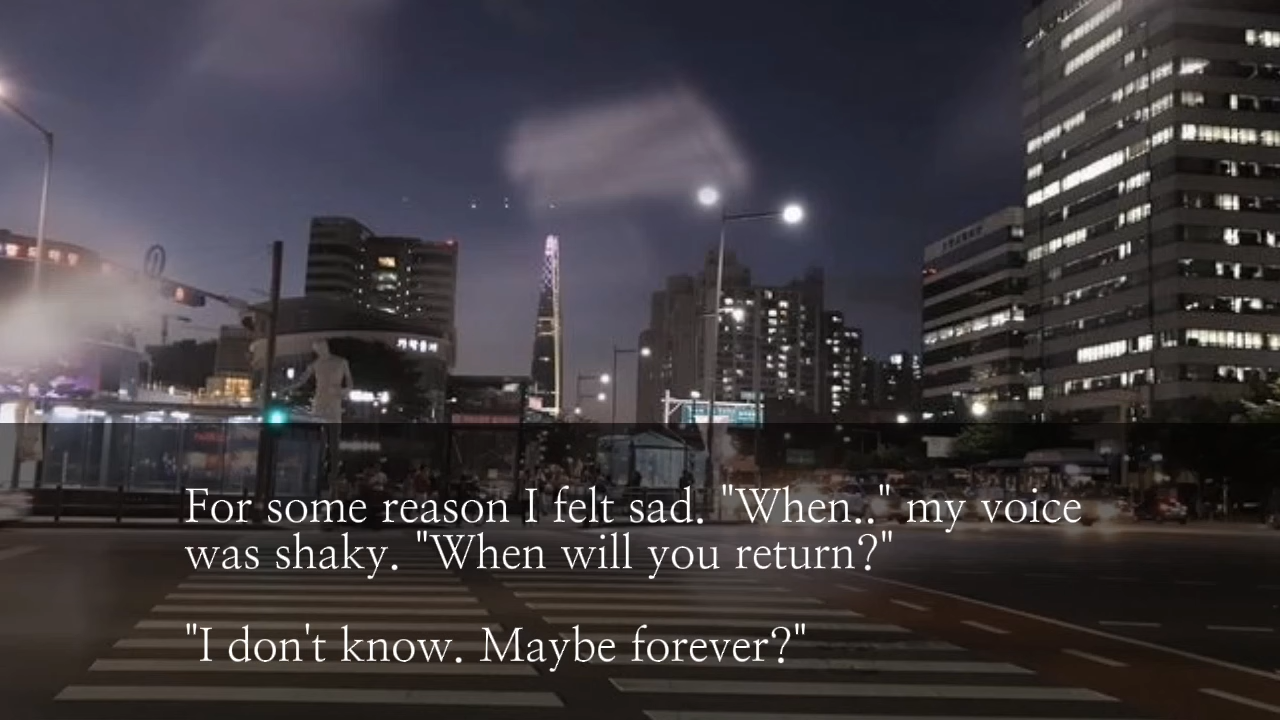 For some reason I felt sad. "When.." my voice
was shaky. "When will you return?"
"I don't know. Maybe forever?"